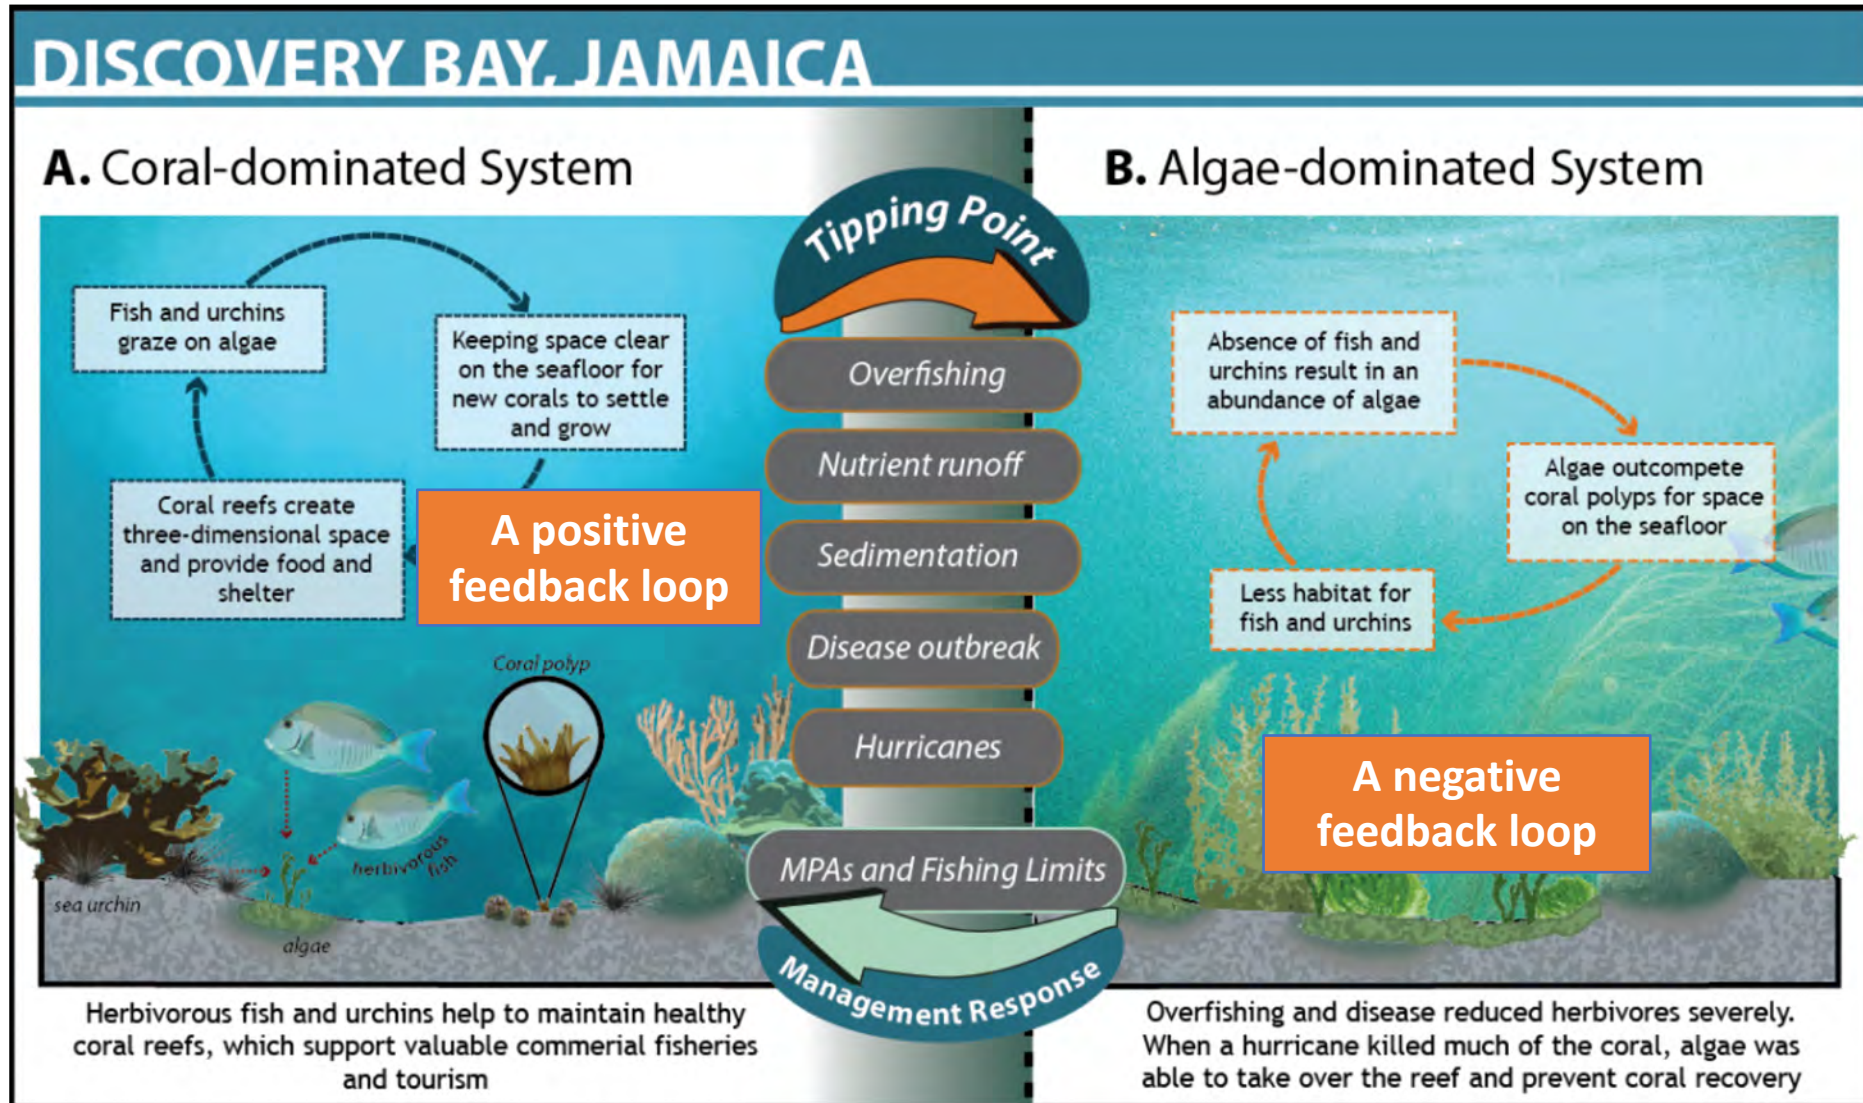 DISCOVERY BAY, JAMAICA
A. Coral-dominated System
Fish and urchins
graze on algae
Keeping space clear
on the seafloor for
new corals to settle
and grow
Coral reefs create
three-dimensional space
and provide food and
shelter
A positive
feedback loop
Coral polyp
herbivorous
fish
sea urchin
algae
Herbivorous fish and urchins help to maintain healthy
coral reefs, which support valuable commerial fisheries
and tourism
Tipping Point
Overfishing
Nutrient runoff
Sedimentation
Disease outbreak
Hurricanes
MPAs and Fishing Limits
Management Response
B. Algae-dominated System
Absence of fish and
urchins result in an
abundance of algae
Algae outcompete
coral polyps for space
on the seafloor
Less habitat for
fish and urchins
A negative
feedback loop
Overfishing and disease reduced herbivores severely.
When a hurricane killed much of the coral, algae was
able to take over the reef and prevent coral recovery